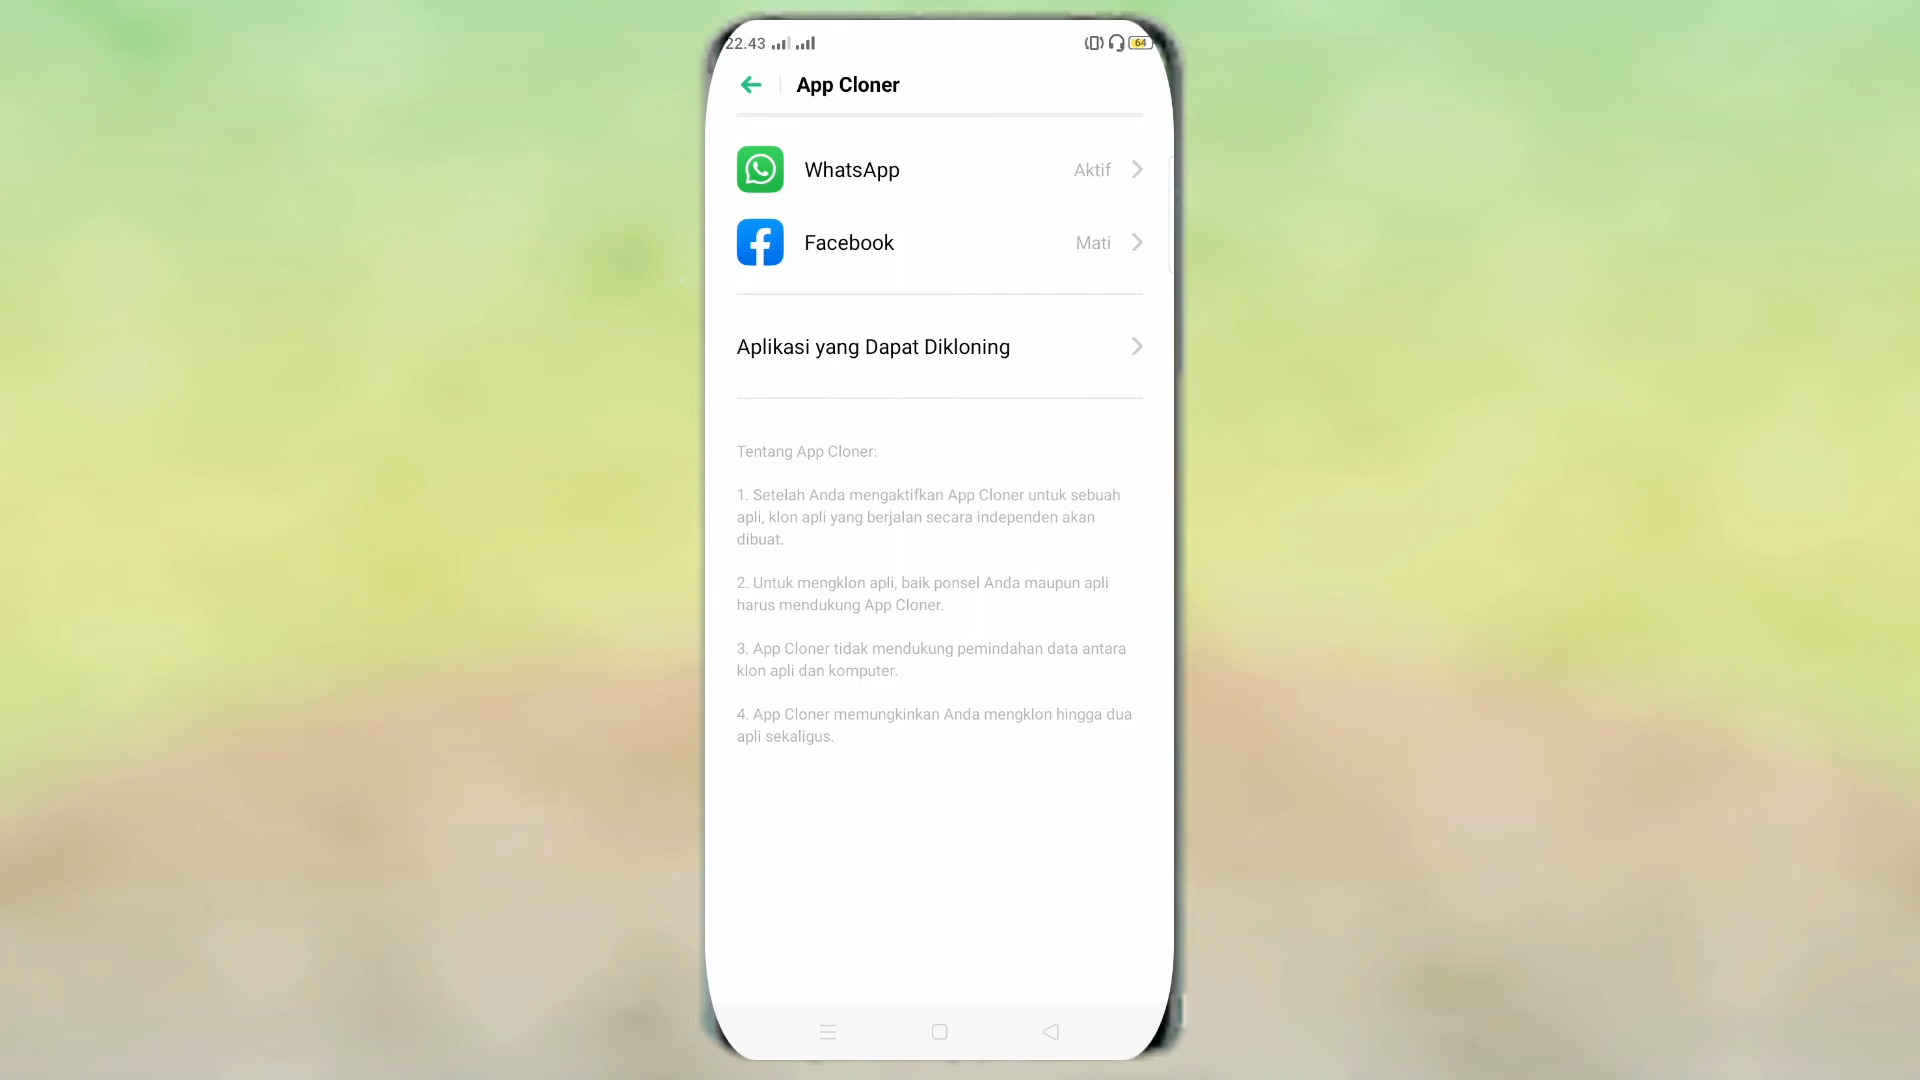 22.43
64
App Cloner
WhatsApp
Aktif
Facebook
Mati
Aplikasi yang Dapat Dikloning
Tentang App Cloner:
1. Setelah Anda mengaktifkan App Cloner untuk sebuah
apli, klon apli yang berjalan secara independen akan
dibuat.
2. Untuk mengklon apli, baik ponsel Anda maupun apli
harus mendukung App Cloner.
3. App Cloner tidak mendukung pemindahan data antara
klon apli dan komputer.
4. App Cloner memungkinkan Anda mengklon hingga dua
apli sekaligus.